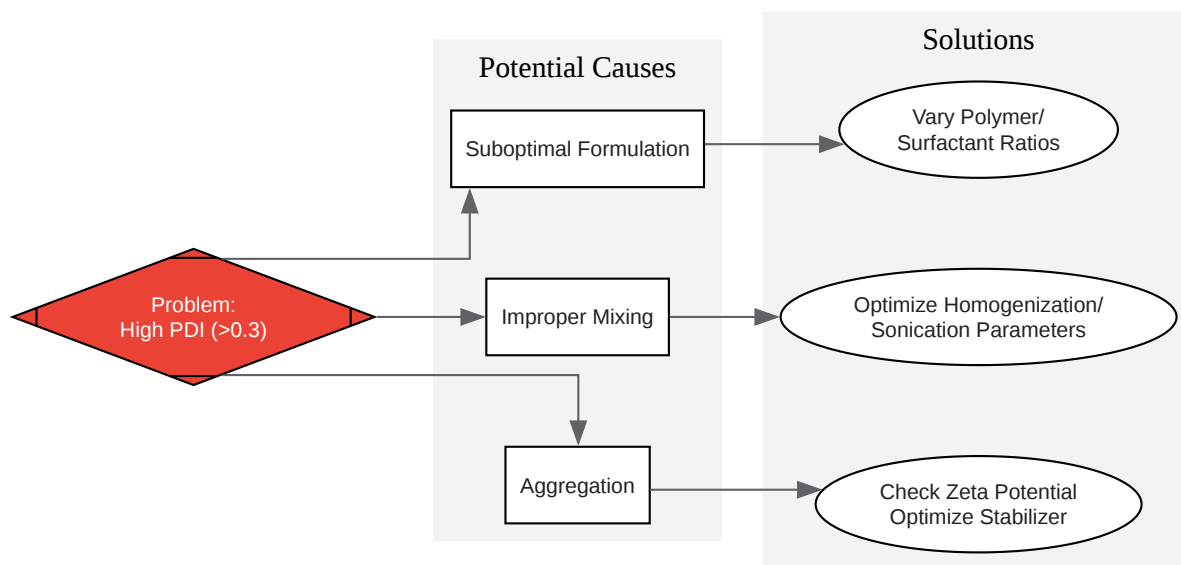 Solutions
Potential Causes
Vary Polymer/
Surfactant Ratios
Suboptimal Formulation
Problem:
High PDI (>0.3)
Improper Mixing
Optimize Homogenization/
Sonication Parameters
Aggregation
Check Zeta Potential
Optimize Stabilizer